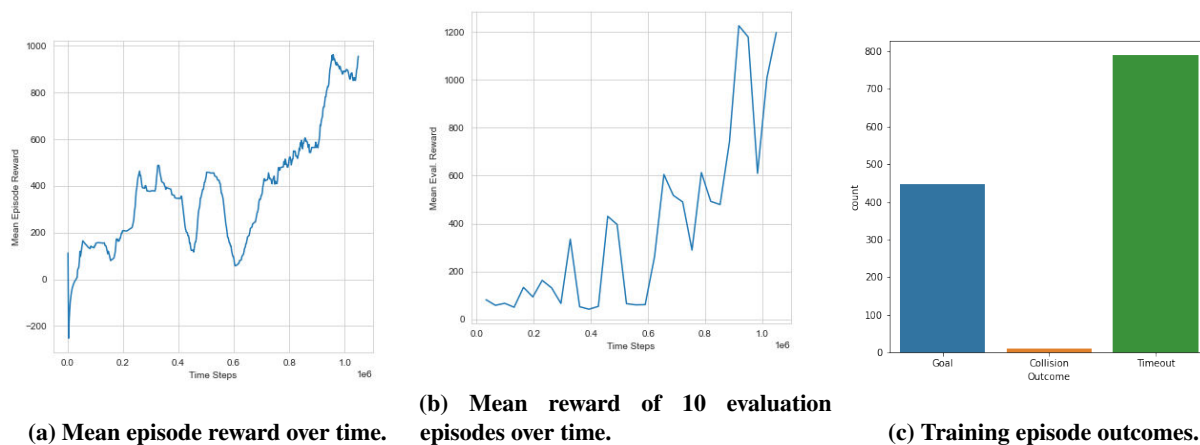 1000
800
600
400
200
0
−200
Mean Episode Reward
0.0 0.2 0.4 0.6 0.8 1.0
Time Steps
1e6
(a) Mean episode reward over time.
1200
1000
800
600
400
200
0
Mean Eval. Reward
0.0 0.2 0.4 0.6 0.8 1.0
Time Steps
1e6
(b) Mean reward of 10 evaluation
episodes over time.
800
700
600
500
400
300
200
100
0
count
Goal Collision Timeout
Outcome
(c) Training episode outcomes.